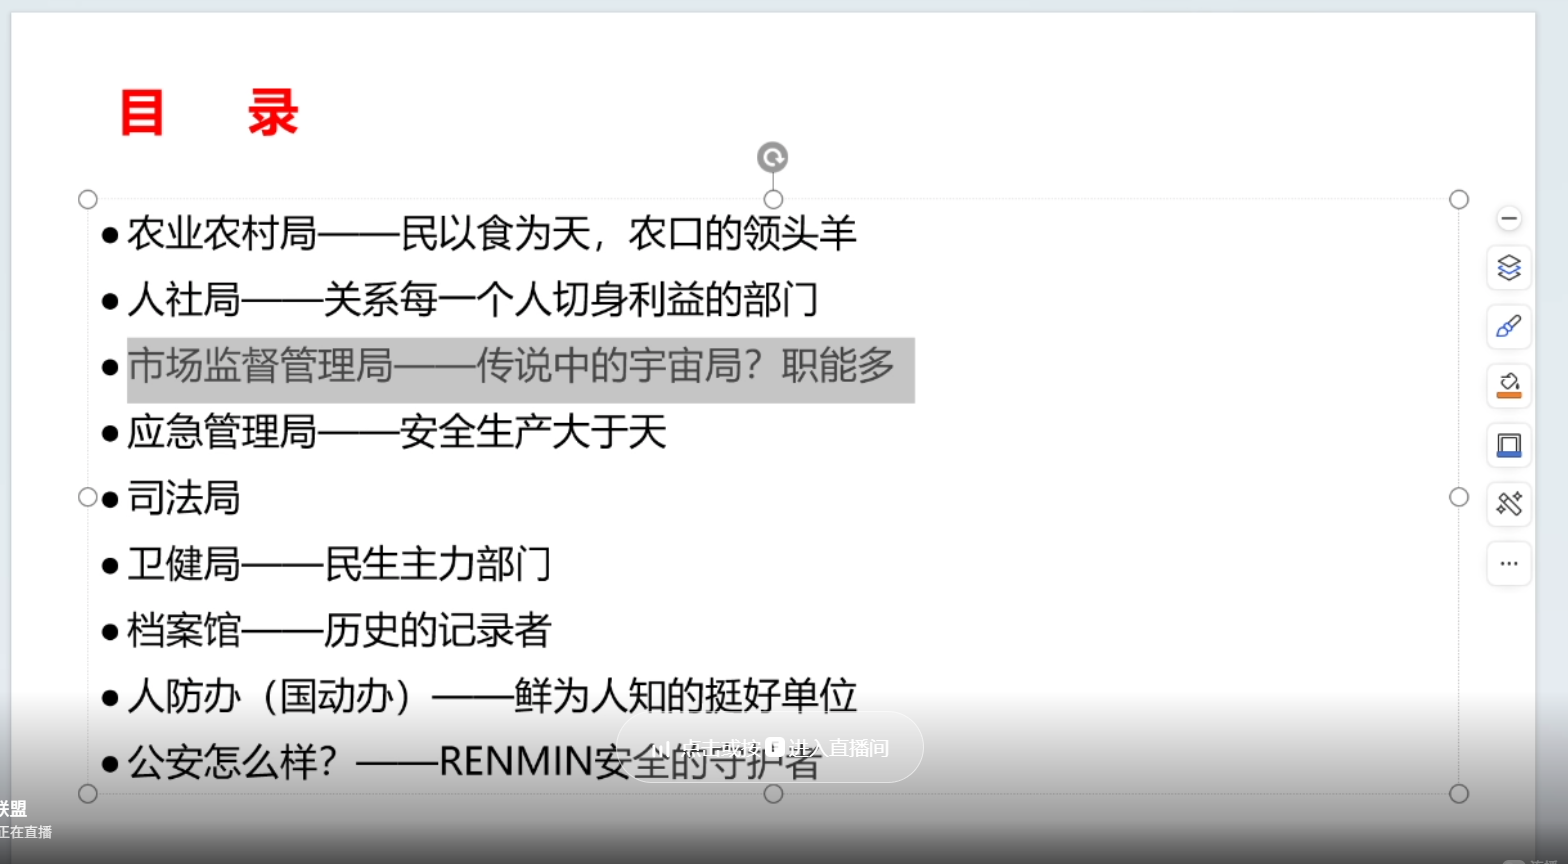 目 录
农业农村局——民以食为天，农口的领头羊
人社局——关系每一个人切身利益的部门
市场监督管理局——传说中的宇宙局？职能多
应急管理局——安全生产大于天
司法局
卫健局——民生主力部门
档案馆——历史的记录者
人防办（国动办）——鲜为人知的挺好单位
点击或按F进入直播间
公安怎么样？——RENMIN安全的守护者
联盟
正在直播